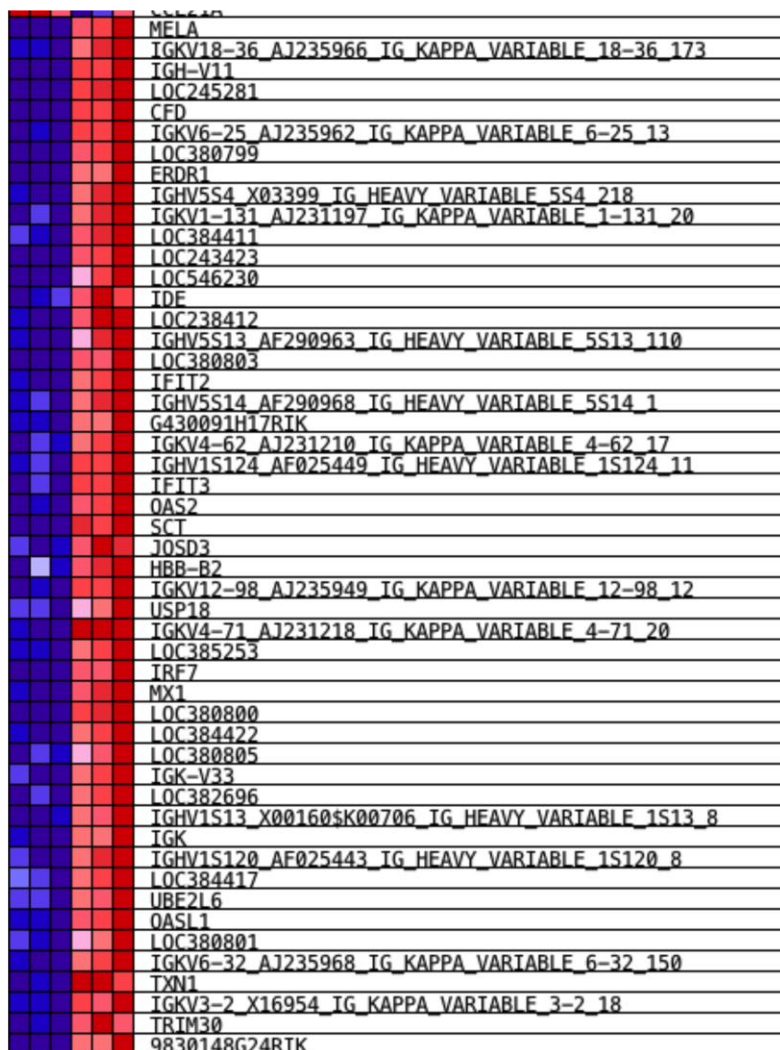 CCL21A
MELA
IGKV18-36_AJ235966_IG_KAPPA_VARIABLE_18-36_173
IGH-V11
LOC245281
CFD
IGKV6-25_AJ235962_IG_KAPPA_VARIABLE_6-25_13
LOC380799
ERDR1
IGHV5S4_X03399_IG_HEAVY_VARIABLE_5S4_218
IGKV1-131_AJ231197_IG_KAPPA_VARIABLE_1-131_20
LOC384411
LOC243423
LOC546230
IDE
LOC238412
IGHV5S13_AF290963_IG_HEAVY_VARIABLE_5S13_110
LOC380803
IFIT2
IGHV5S14_AF290968_IG_HEAVY_VARIABLE_5S14_1
G430091H17RIK
IGKV4-62_AJ231210_IG_KAPPA_VARIABLE_4-62_17
IGHV1S124_AF025449_IG_HEAVY_VARIABLE_1S124_11
IFIT3
OAS2
SCT
JOSD3
HBB-B2
IGKV12-98_AJ235949_IG_KAPPA_VARIABLE_12-98_12
USP18
IGKV4-71_AJ231218_IG_KAPPA_VARIABLE_4-71_20
LOC385253
IRF7
MX1
LOC380800
LOC384422
LOC380805
IGK-V33
LOC382696
IGHV1S13_X00160$K00706_IG_HEAVY_VARIABLE_1S13_8
IGK
IGHV1S120_AF025443_IG_HEAVY_VARIABLE_1S120_8
LOC384417
UBE2L6
OASL1
LOC380801
IGKV6-32_AJ235968_IG_KAPPA_VARIABLE_6-32_150
TXN1
IGKV3-2_X16954_IG_KAPPA_VARIABLE_3-2_18
TRIM30
9830148G24RIK